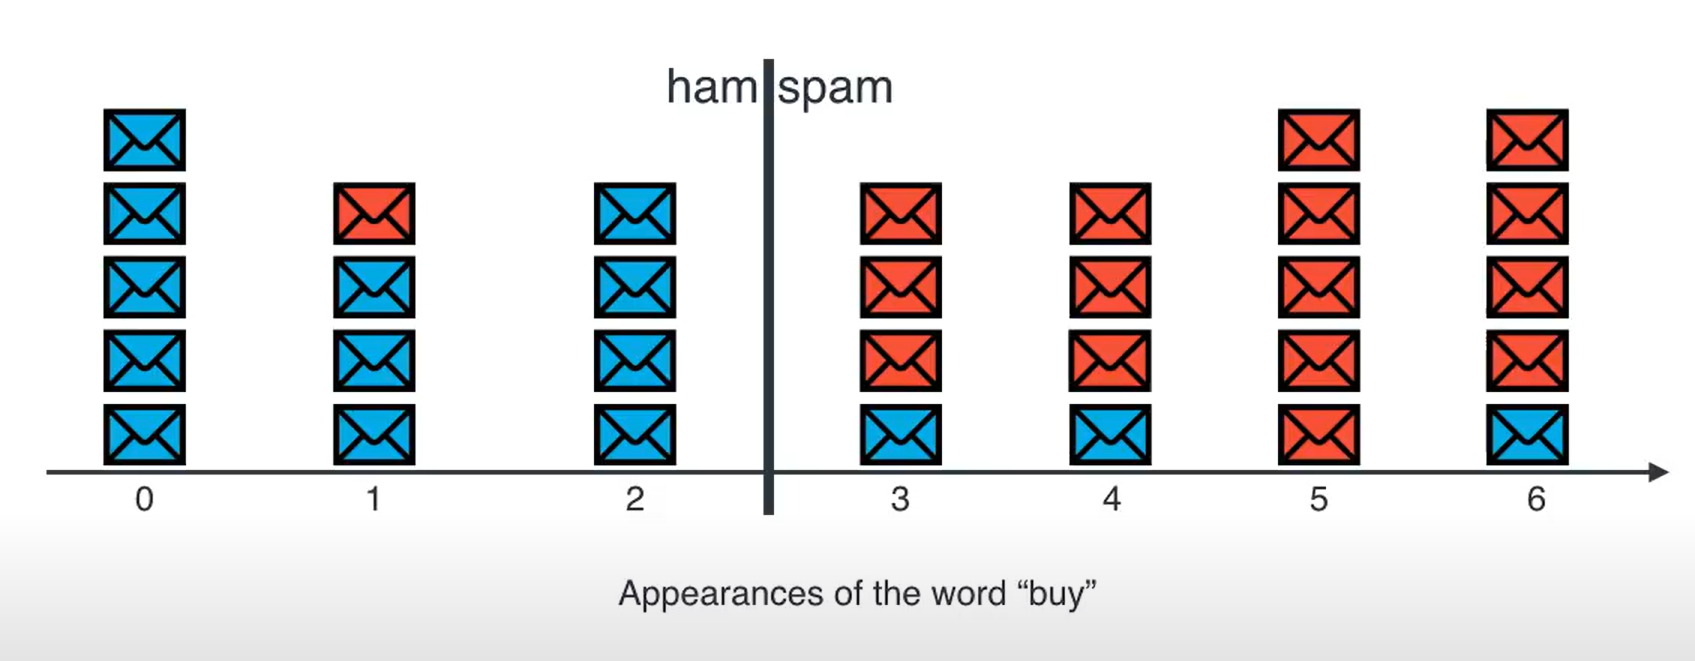 ham spam
0 1 2 3 4 5 6
Appearances of the word “buy”